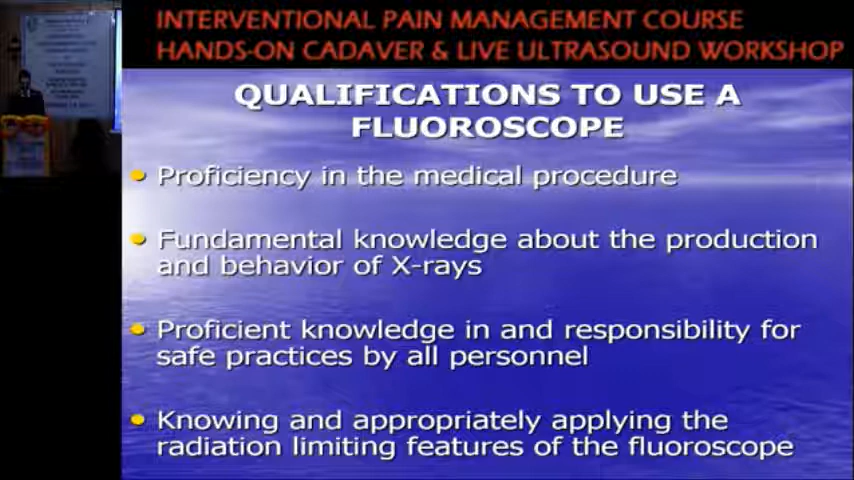 INTERVENTIONAL PAIN MANAGEMENT COURSE
HANDS-ON CADAVER & LIVE ULTRASOUND WORKSHOP
QUALIFICATIONS TO USE A
FLUOROSCOPE
Proficiency in the medical procedure
Fundamental knowledge about the production
and behavior of X-rays
Proficient knowledge in and responsibility for
safe practices by all personnel
Knowing and appropriately applying the
radiation limiting features of the fluoroscope